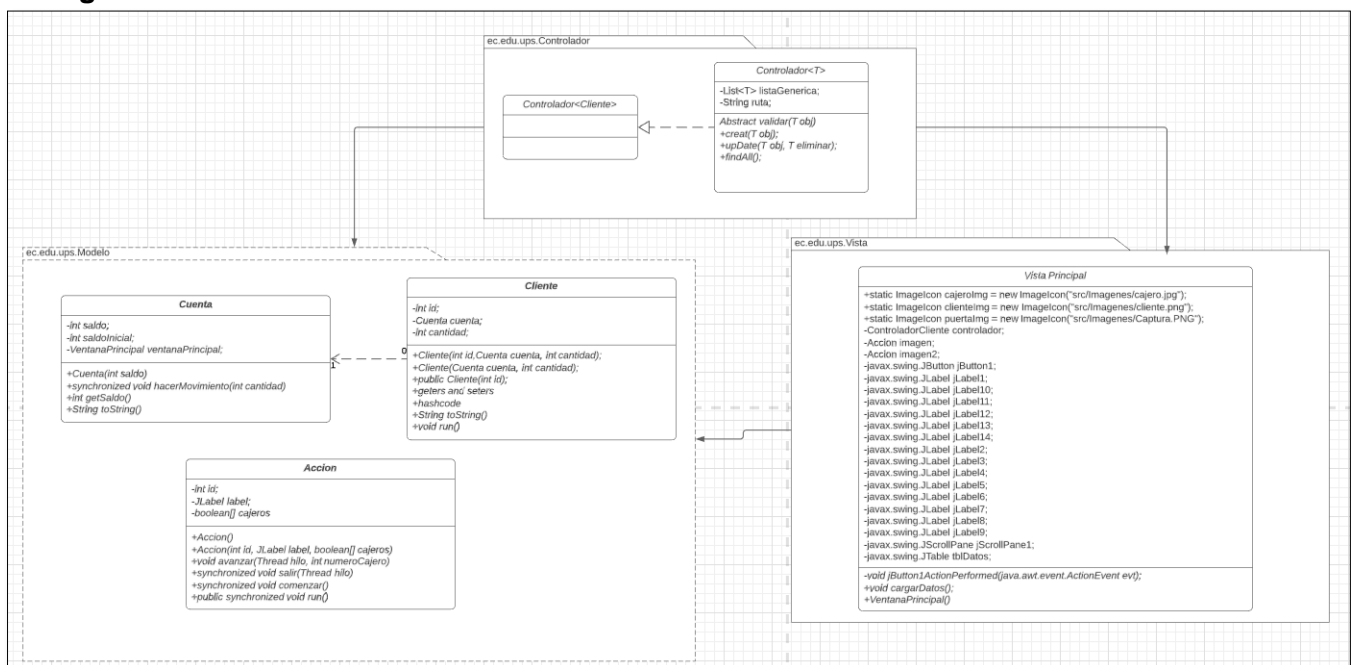 ec.edu.ups.Controlador
Controlador<Cliente>
Controlador<T>
-List<T> listaGenerica;
-String ruta;
Abstract validar(T obj)
+creat(T obj);
+upDate(T obj, T eliminar);
+findAll();
ec.edu.ups.Modelo
Cuenta
-int saldo;
-int saldoInicial;
-VentanaPrincipal ventanaPrincipal;
+Cuenta(int saldo)
+synchronized void hacerMovimiento(int cantidad)
+int getSaldo()
+String toString()
1
0
Cliente
-int id;
-Cuenta cuenta;
-int cantidad;
+Cliente(int id,Cuenta cuenta, int cantidad);
+Cliente(Cuenta cuenta, int cantidad);
+public Cliente(int id);
+geters and seters
+hashcode
+String toString()
+void run()
Accion
-int id;
-JLabel label;
-boolean[] cajeros
+Accion()
+Accion(int id, JLabel label, boolean[] cajeros)
+void avanzar(Thread hilo, int numeroCajero)
+synchronized void salir(Thread hilo)
+synchronized void comenzar()
+public synchronized void run()
ec.edu.ups.Vista
Vista Principal
+static ImageIcon cajeroImg = new ImageIcon("src/Imagenes/cajero.jpg");
+static ImageIcon clienteImg = new ImageIcon("src/Imagenes/cliente.png");
+static ImageIcon puertaImg = new ImageIcon("src/Imagenes/Captura.PNG");
-ControladorCliente controlador;
-Accion imagen;
-Accion imagen2;
-javax.swing.JButton jButton1;
-javax.swing.JLabel jLabel1;
-javax.swing.JLabel jLabel10;
-javax.swing.JLabel jLabel11;
-javax.swing.JLabel jLabel12;
-javax.swing.JLabel jLabel13;
-javax.swing.JLabel jLabel14;
-javax.swing.JLabel jLabel2;
-javax.swing.JLabel jLabel3;
-javax.swing.JLabel jLabel4;
-javax.swing.JLabel jLabel5;
-javax.swing.JLabel jLabel6;
-javax.swing.JLabel jLabel7;
-javax.swing.JLabel jLabel8;
-javax.swing.JLabel jLabel9;
-javax.swing.JScrollPane jScrollPane1;
-javax.swing.JTable tblDatos;
-void jButton1ActionPerformed(java.awt.event.ActionEvent evt);
+void cargarDatos();
+VentanaPrincipal()